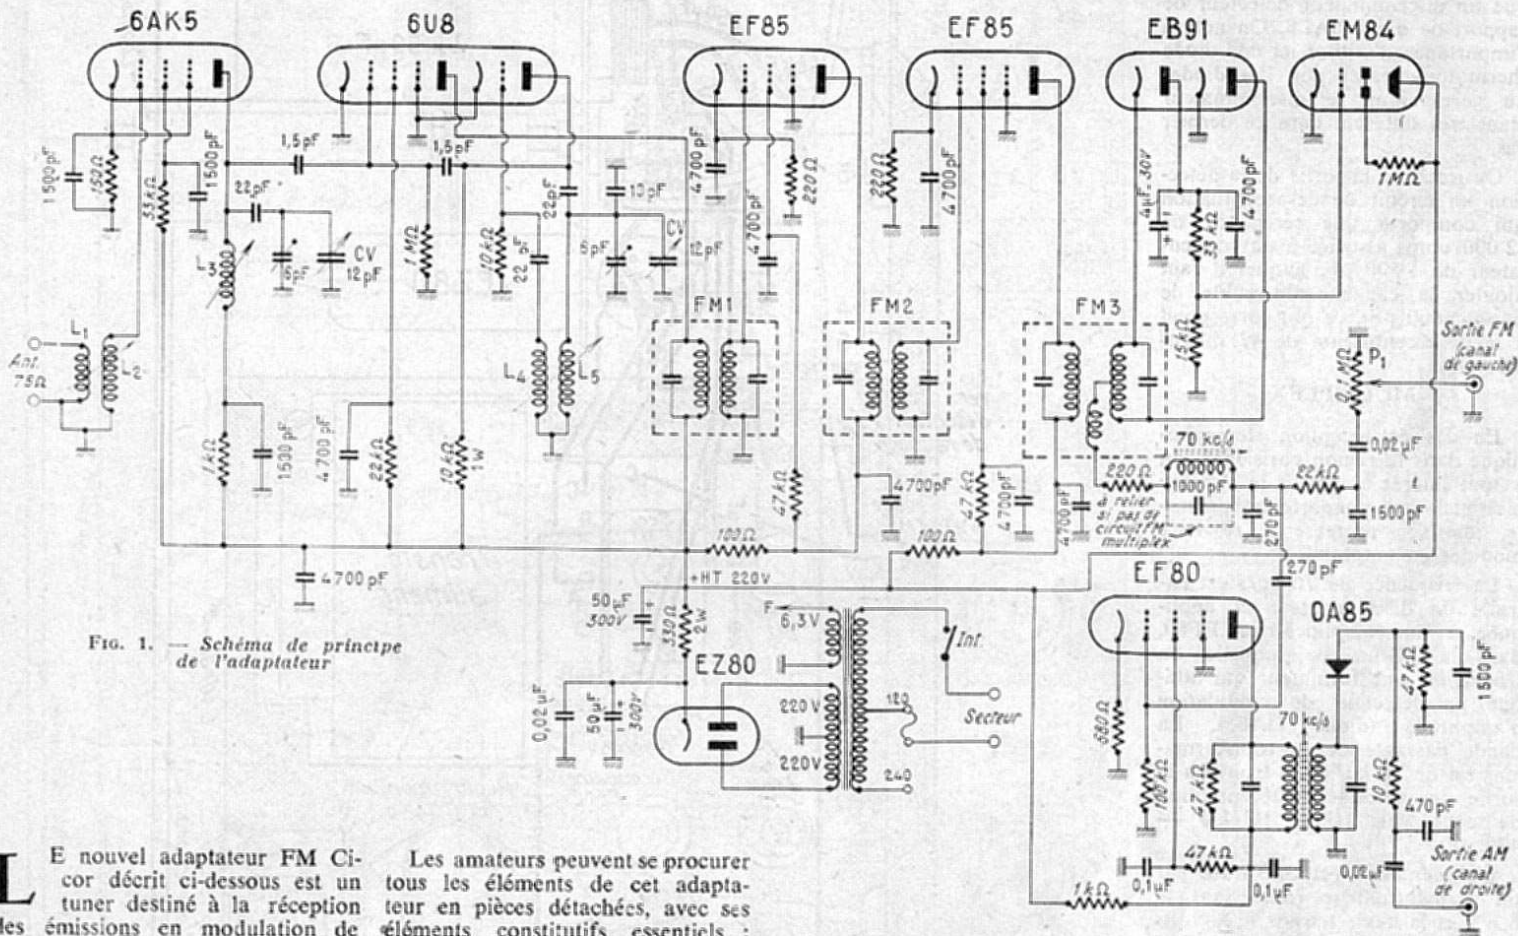 6AK5
6U8
EF85
EF85
EB91
EM84
1500pF
150Ω
33kΩ
1500pF
22pF
L3
6pF
CV
12pF
1,5pF
1,5pF
1MΩ
10kΩ
22pF
22pF
10pF
6pF
CV
12pF
4700pF
220Ω
4700pF
220Ω
4700pF
4µF-30V
33kΩ
4700pF
15kΩ
1MΩ
Ant.
75Ω
L1
L2
L4
L5
FM1
FM2
FM3
P1
0,1MΩ
Sortie FM
(canal
de gauche)
1kΩ
1500pF
4700pF
22kΩ
10kΩ
1W
47kΩ
4700pF
47kΩ
4700pF
4700pF
220Ω
70 kc/s
1000pF
à relier
si pas de
circuit FM
multiplex
270pF
22kΩ
0,02µF
1500pF
100Ω
100Ω
4700pF
+HT 220V
270pF
FIG. 1. — Schéma de principe
de l'adaptateur
50µF
300V
330Ω
2W
F
6,3V
Int.
EZ80
0,02µF
50µF
300V
220V
220V
120
240
Secteur
EF80
OA85
680Ω
100kΩ
47kΩ
70 kc/s
47kΩ
1500pF
10kΩ
470pF
0,1µF
47kΩ
0,1µF
1kΩ
0,02µF
Sortie AM
(canal
de droite)
LE nouvel adaptateur FM Ci-
cor décrit ci-dessous est un
tuner destiné à la réception
des émissions en modulation de
Les amateurs peuvent se procurer
tous les éléments de cet adapta-
teur en pièces détachées, avec ses
éléments constitutifs essentiels :